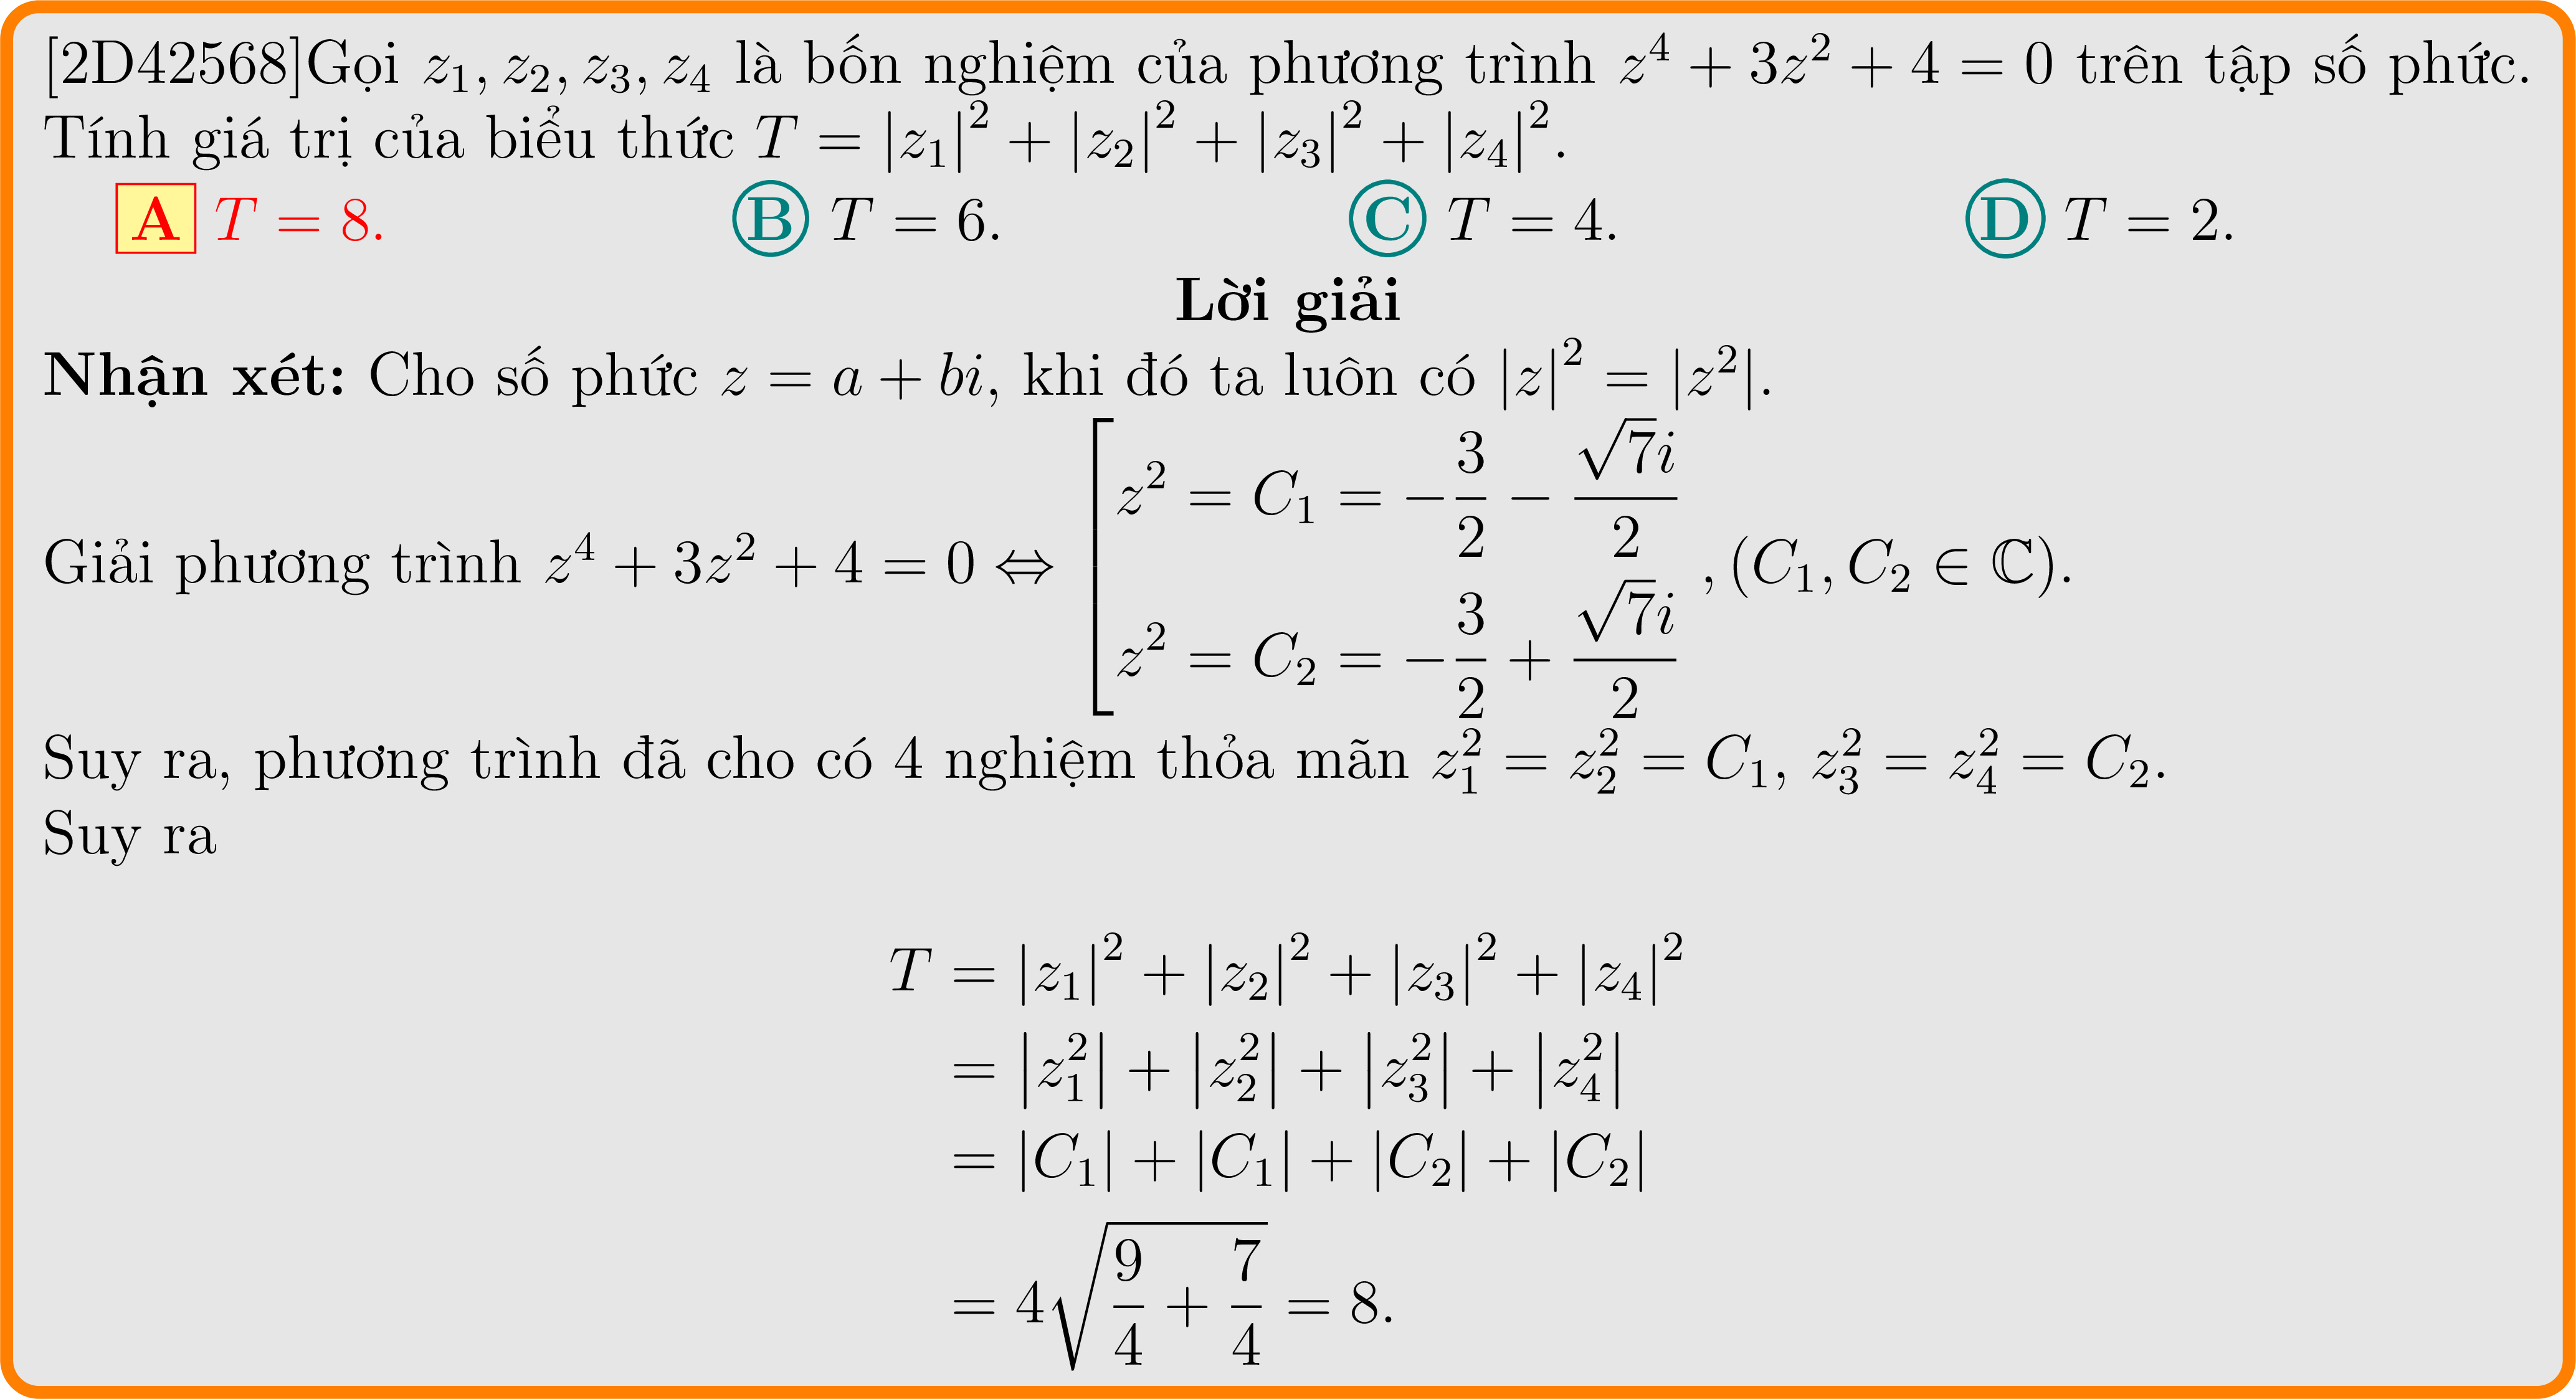 [2D42568]Gọi $z_1, z_2, z_3, z_4$ là bốn nghiệm của phương trình $z^4 + 3z^2 + 4 = 0$ trên tập số phức.
Tính giá trị của biểu thức $T = |z_1|^2 + |z_2|^2 + |z_3|^2 + |z_4|^2$.
A $T = 8$. B $T = 6$. C $T = 4$. D $T = 2$.
Lời giải
Nhận xét: Cho số phức $z = a + bi$, khi đó ta luôn có $|z|^2 = |z^2|$.
Giải phương trình $z^4 + 3z^2 + 4 = 0 \Leftrightarrow \left[\begin{array}{l} z^2 = C_1 = -\dfrac{3}{2} - \dfrac{\sqrt{7}i}{2} \\ z^2 = C_2 = -\dfrac{3}{2} + \dfrac{\sqrt{7}i}{2} \end{array}\right., (C_1, C_2 \in \mathbb{C})$.
Suy ra, phương trình đã cho có 4 nghiệm thỏa mãn $z_1^2 = z_2^2 = C_1$, $z_3^2 = z_4^2 = C_2$.
Suy ra
$T = |z_1|^2 + |z_2|^2 + |z_3|^2 + |z_4|^2$
$= |z_1^2| + |z_2^2| + |z_3^2| + |z_4^2|$
$= |C_1| + |C_1| + |C_2| + |C_2|$
$= 4\sqrt{\dfrac{9}{4} + \dfrac{7}{4}} = 8.$